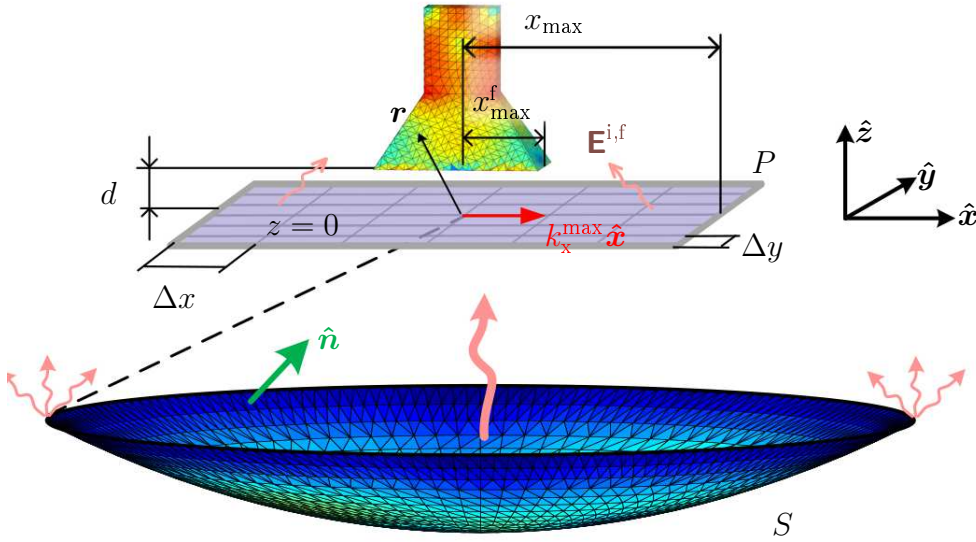 x_max
x^f_max
r
E^{i,f}
ẑ
P
d
ŷ
z = 0
x̂
k_x^max x̂
Δy
Δx
n̂
S